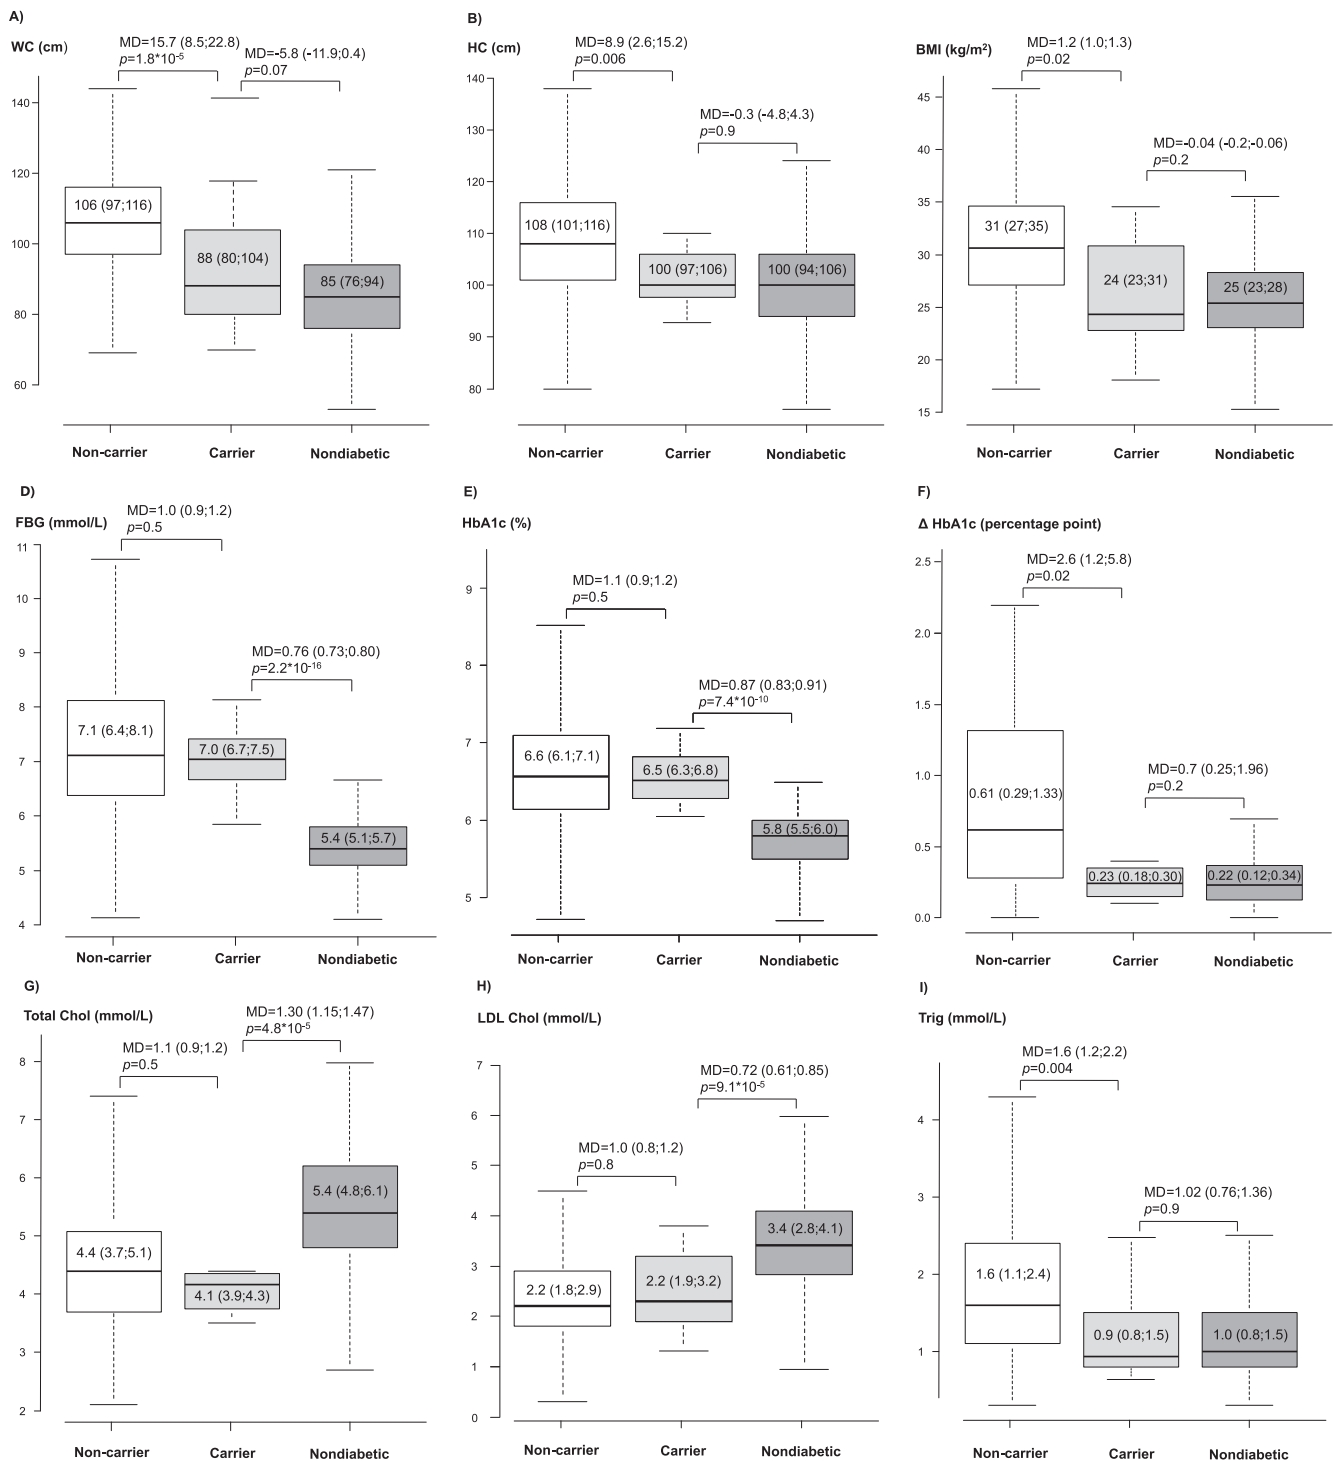 A)
WC (cm)
MD=15.7 (8.5;22.8)
p=1.8*10-5
MD=-5.8 (-11.9;0.4)
p=0.07
140
120
100
80
60
106 (97;116)
88 (80;104)
85 (76;94)
Non-carrier
Carrier
Nondiabetic
B)
HC (cm)
MD=8.9 (2.6;15.2)
p=0.006
MD=-0.3 (-4.8;4.3)
p=0.9
140
130
120
110
100
90
80
108 (101;116)
100 (97;106)
100 (94;106)
Non-carrier
Carrier
Nondiabetic
BMI (kg/m²)
MD=1.2 (1.0;1.3)
p=0.02
MD=-0.04 (-0.2;-0.06)
p=0.2
45
40
35
30
25
20
15
31 (27;35)
24 (23;31)
25 (23;28)
Non-carrier
Carrier
Nondiabetic
D)
FBG (mmol/L)
MD=1.0 (0.9;1.2)
p=0.5
MD=0.76 (0.73;0.80)
p=2.2*10-16
11
10
9
8
7
6
5
4
7.1 (6.4;8.1)
7.0 (6.7;7.5)
5.4 (5.1;5.7)
Non-carrier
Carrier
Nondiabetic
E)
HbA1c (%)
MD=1.1 (0.9;1.2)
p=0.5
MD=0.87 (0.83;0.91)
p=7.4*10-10
9
8
7
6
5
6.6 (6.1;7.1)
6.5 (6.3;6.8)
5.8 (5.5;6.0)
Non-carrier
Carrier
Nondiabetic
F)
Δ HbA1c (percentage point)
MD=2.6 (1.2;5.8)
p=0.02
MD=0.7 (0.25;1.96)
p=0.2
2.5
2.0
1.5
1.0
0.5
0.0
0.61 (0.29;1.33)
0.23 (0.18;0.30)
0.22 (0.12;0.34)
Non-carrier
Carrier
Nondiabetic
G)
Total Chol (mmol/L)
MD=1.1 (0.9;1.2)
p=0.5
MD=1.30 (1.15;1.47)
p=4.8*10-5
8
7
6
5
4
3
2
4.4 (3.7;5.1)
4.1 (3.9;4.3)
5.4 (4.8;6.1)
Non-carrier
Carrier
Nondiabetic
H)
LDL Chol (mmol/L)
MD=1.0 (0.8;1.2)
p=0.8
MD=0.72 (0.61;0.85)
p=9.1*10-5
7
6
5
4
3
2
1
0
2.2 (1.8;2.9)
2.2 (1.9;3.2)
3.4 (2.8;4.1)
Non-carrier
Carrier
Nondiabetic
I)
Trig (mmol/L)
MD=1.6 (1.2;2.2)
p=0.004
MD=1.02 (0.76;1.36)
p=0.9
4
3
2
1
1.6 (1.1;2.4)
0.9 (0.8;1.5)
1.0 (0.8;1.5)
Non-carrier
Carrier
Nondiabetic